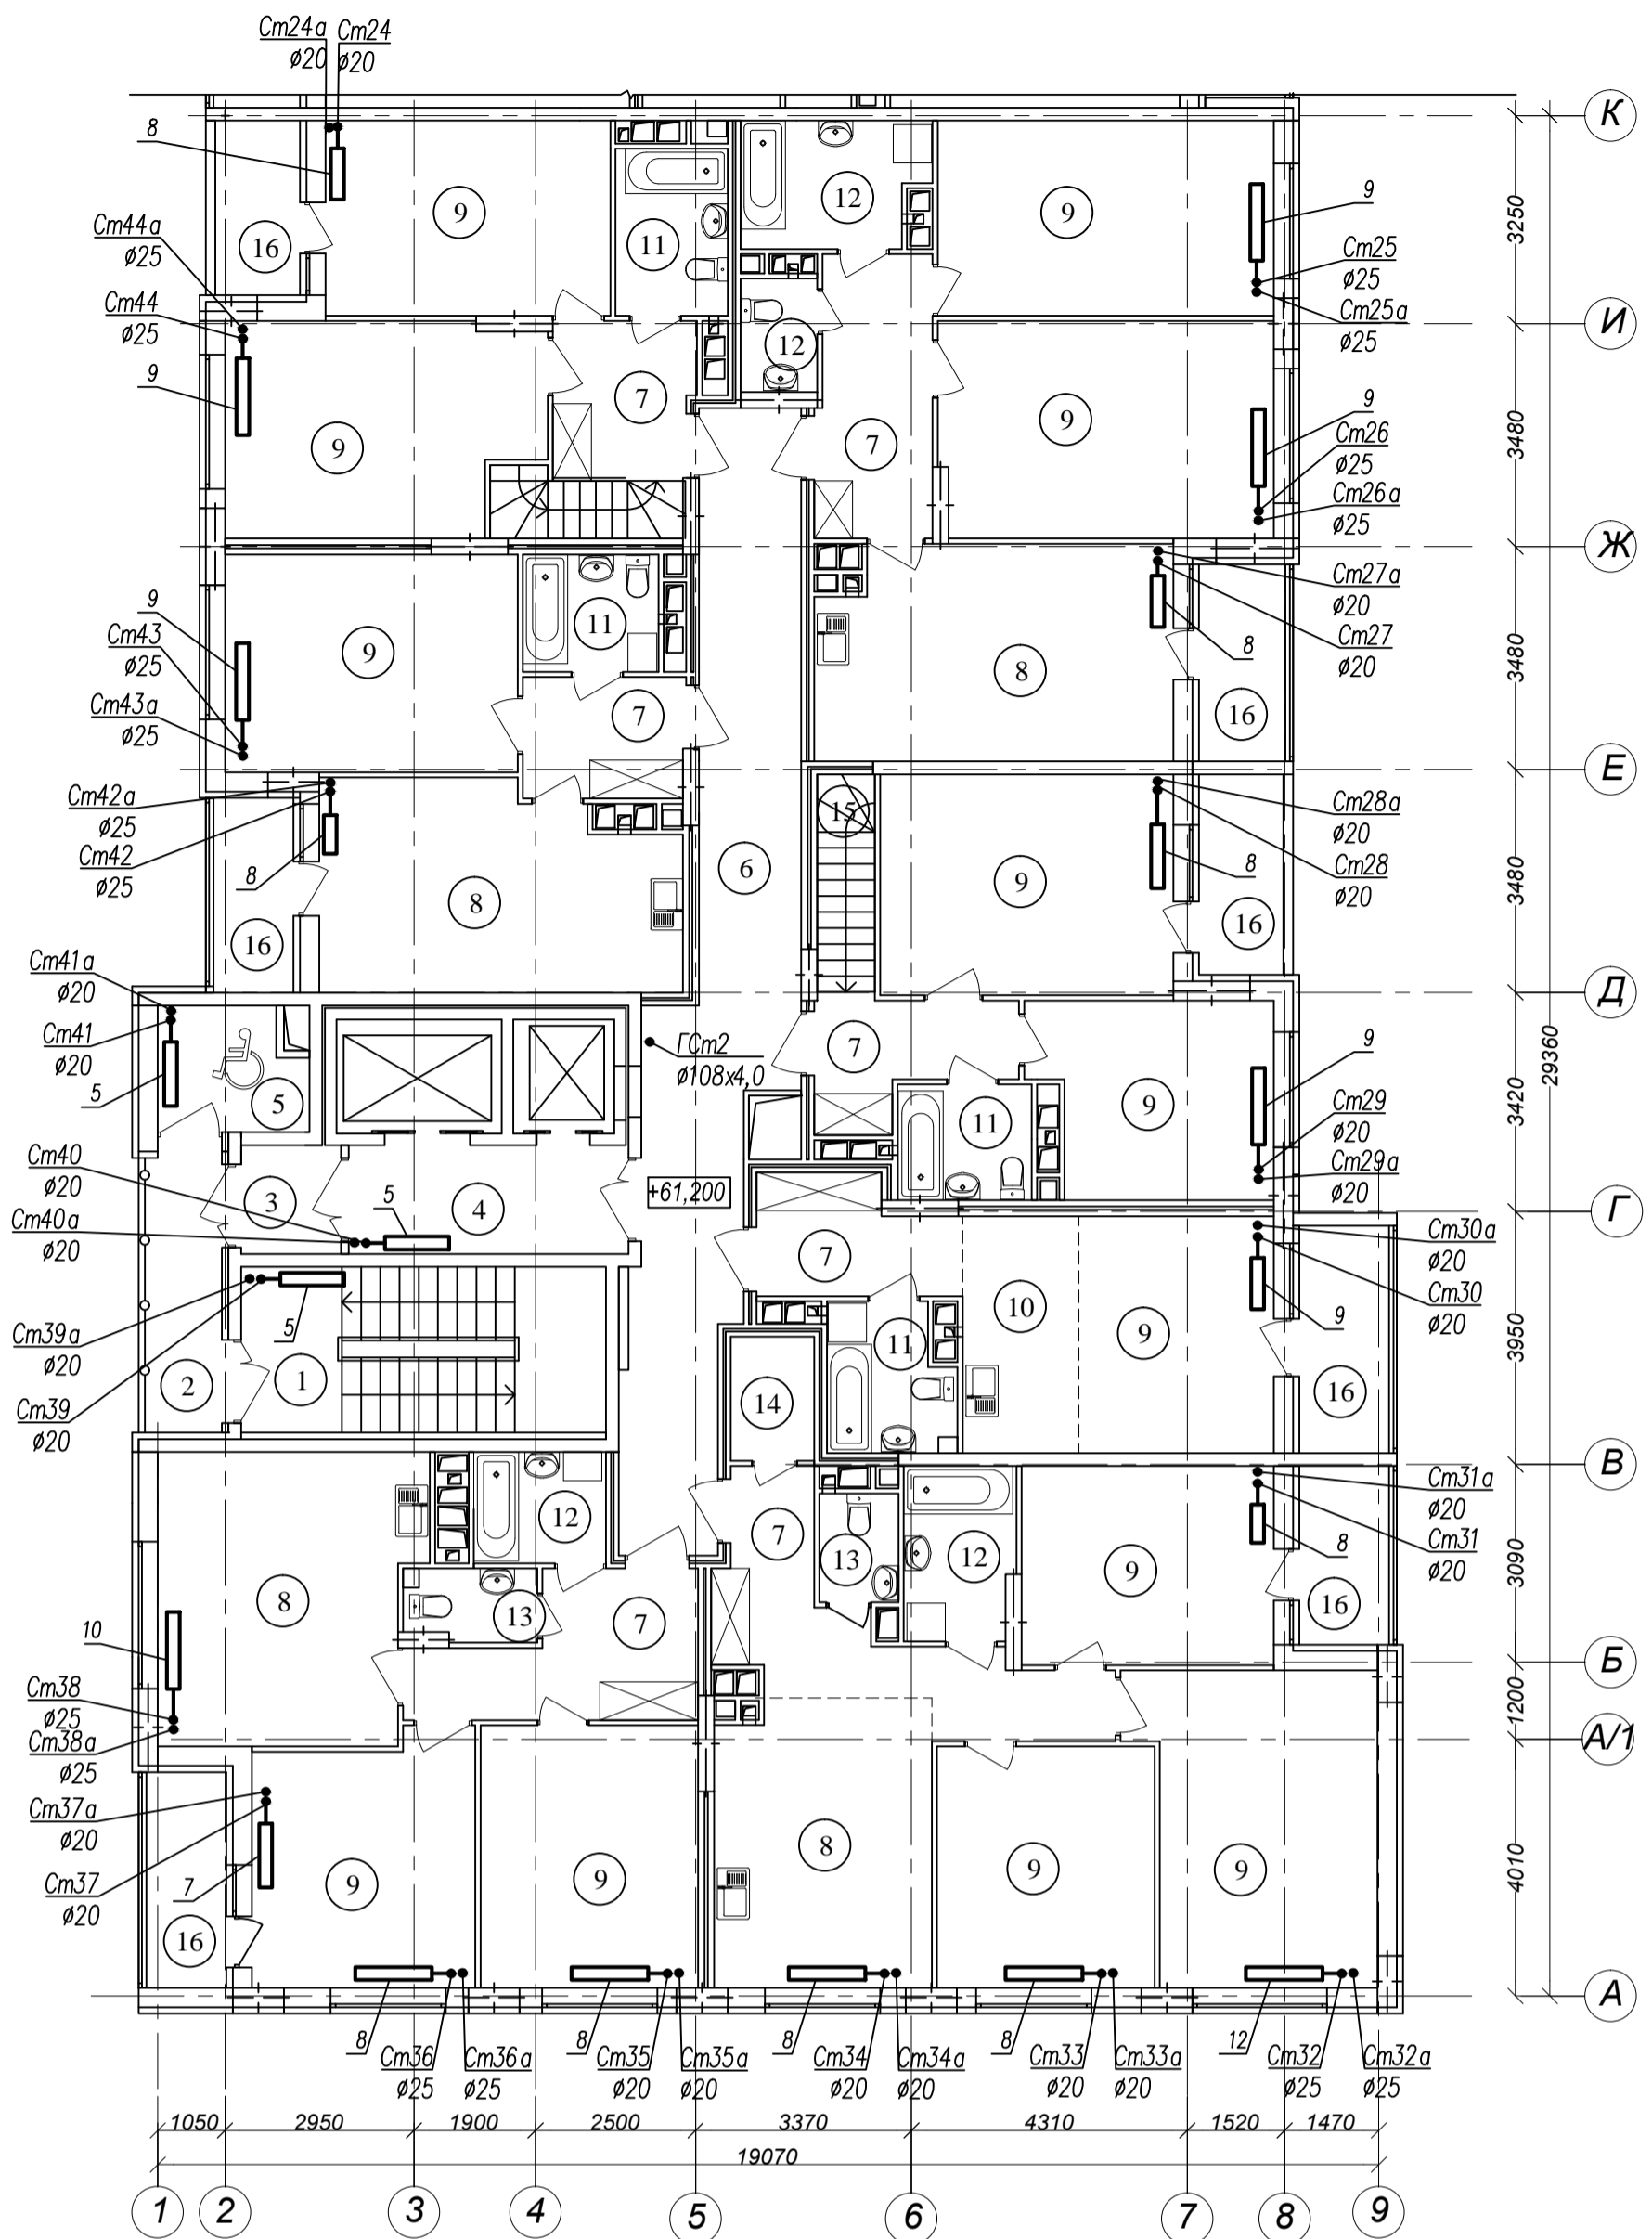 Ст24а Ст24
ø20 ø20
К
8
9
12
9
9
3250
11
16
Ст44а
ø25
Ст25
ø25
Ст44
ø25
Ст25а
ø25
И
12
9
7
9
9
9
7
3480
Ст26
ø25
Ст26а
ø25
Ж
Ст27а
ø20
9
11
Ст43
ø25
9
Ст27
ø20
8
8
3480
Ст43а
ø25
7
16
Е
Ст42а
ø25
15
Ст28а
ø20
Ст42
ø25
8
6
9
8
Ст28
ø20
3480
8
16
16
Ст41а
ø20
Д
Ст41
ø20
ГСт2
ø108х4,0
7
9
29360
5
5
9
11
Ст29
ø20
3420
Ст40
ø20
Ст29а
ø20
3
5
4
+61,200
Г
Ст40а
ø20
7
Ст30а
ø20
10
Ст30
ø20
5
9
9
3950
Ст39а
ø20
11
1
2
14
16
Ст39
ø20
В
Ст31а
ø20
12
7
Ст31
ø20
13
12
9
8
3090
8
13
7
16
10
Б
Ст38
ø25
1200
Ст38а
ø25
А/1
Ст37а
ø20
8
9
9
4010
Ст37
ø20
7
9
9
16
А
8
8
8
8
12
Ст36
ø25
Ст36а
ø25
Ст35
ø20
Ст35а
ø20
Ст34
ø20
Ст34а
ø20
Ст33
ø20
Ст33а
ø20
Ст32
ø25
Ст32а
ø25
1050 2950 1900 2500 3370 4310 1520 1470
19070
1 2 3 4 5 6 7 8 9